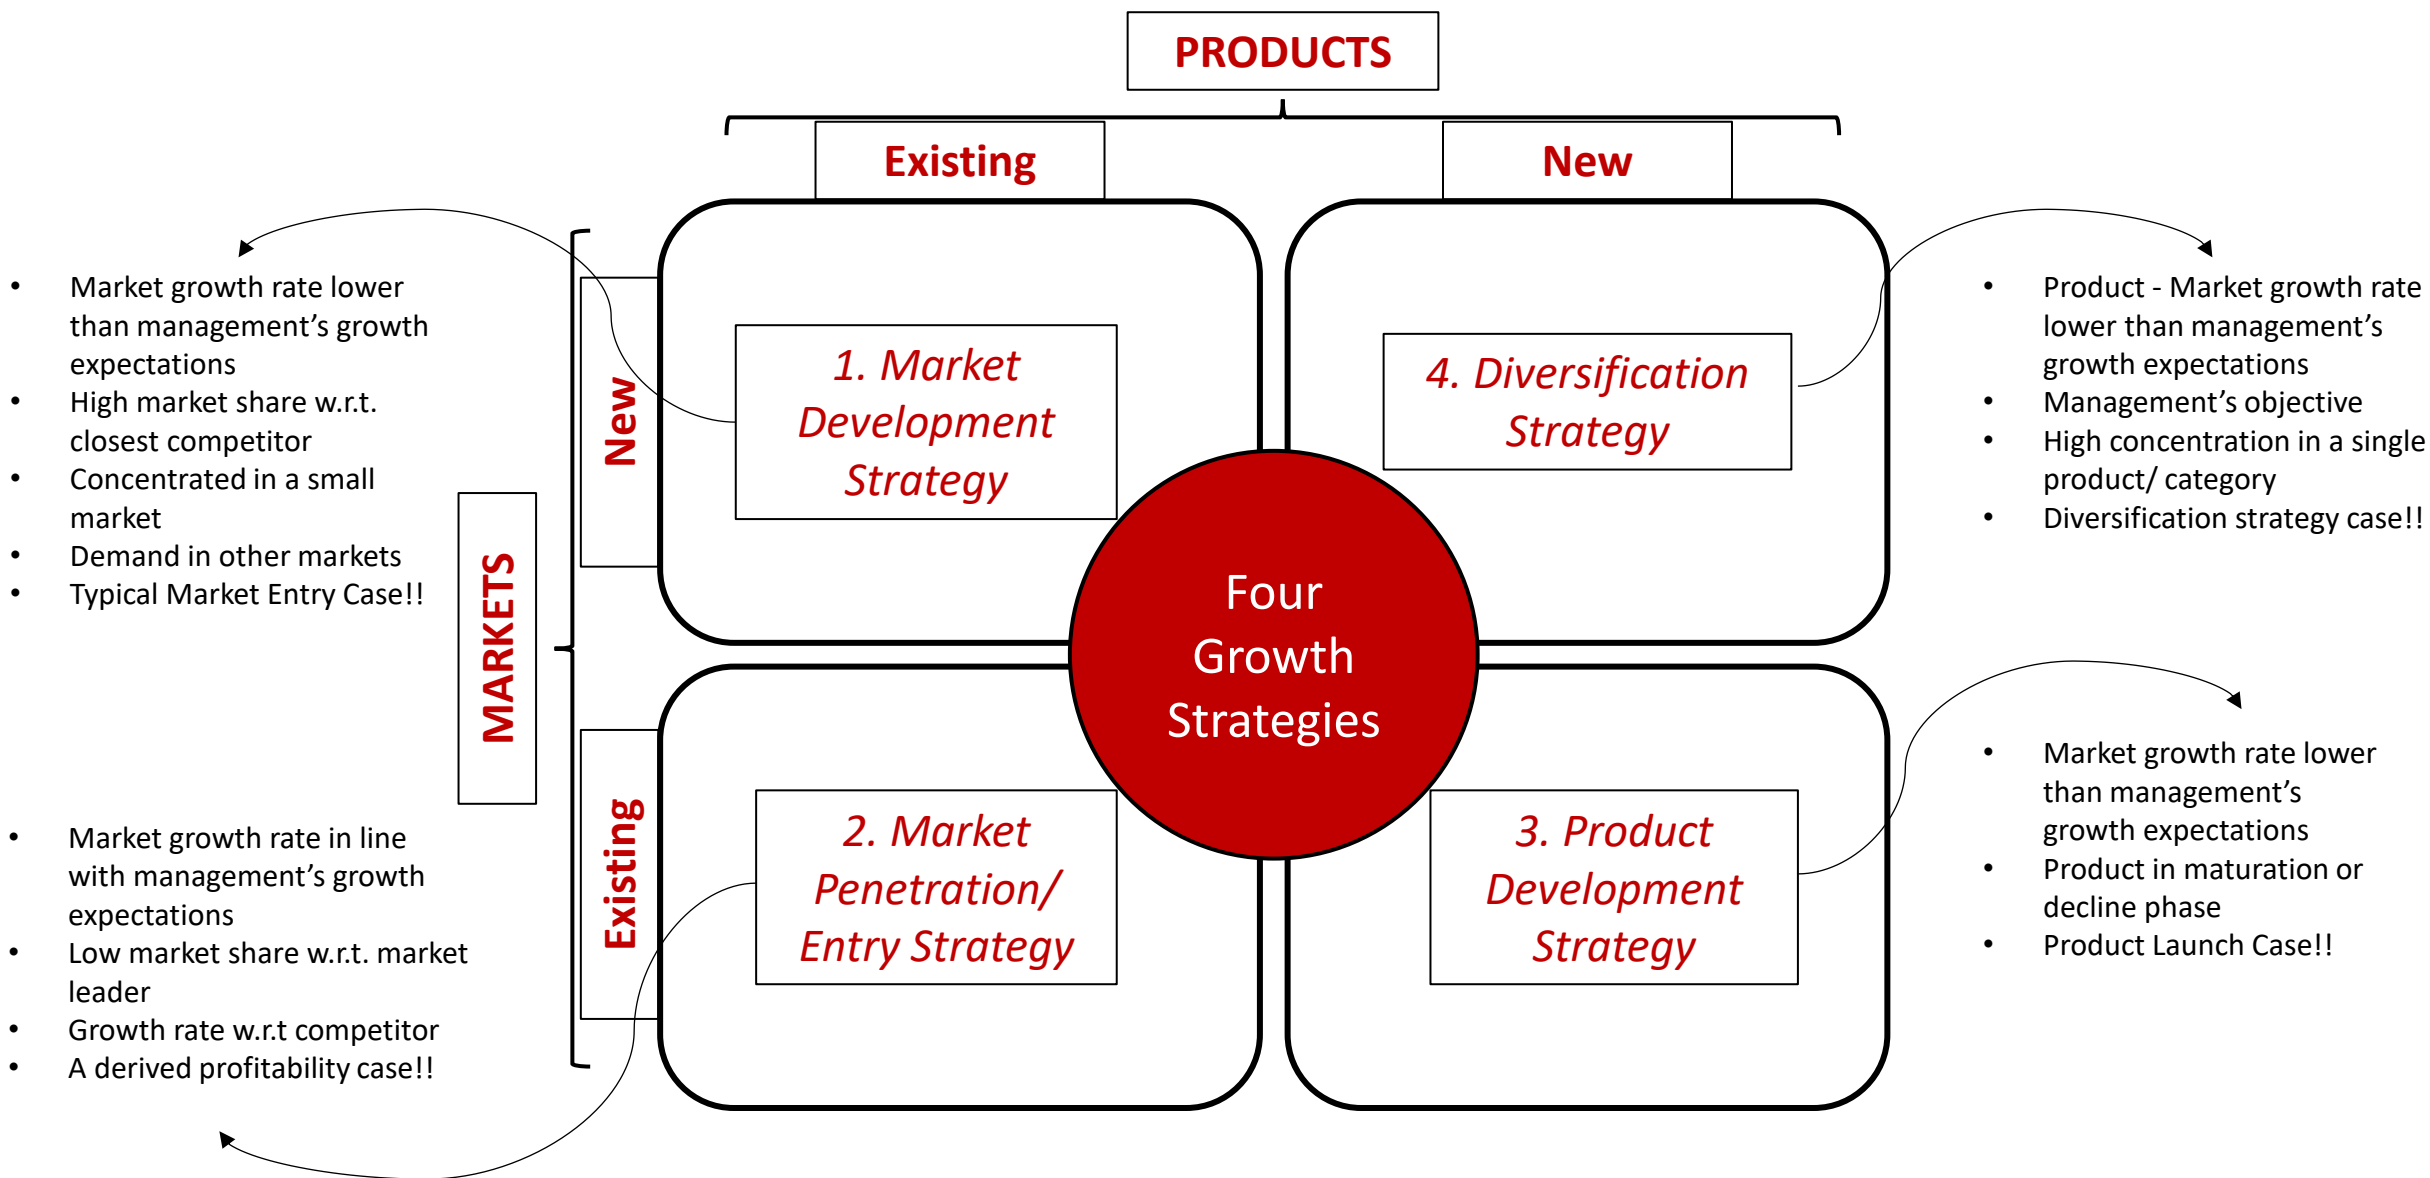 PRODUCTS
Existing
New
• Market growth rate lower
than management’s growth
expectations
• High market share w.r.t.
closest competitor
• Concentrated in a small
market
• Demand in other markets
• Typical Market Entry Case!!
MARKETS
New
1. Market
Development
Strategy
4. Diversification
Strategy
• Product - Market growth rate
lower than management’s
growth expectations
• Management’s objective
• High concentration in a single
product/ category
• Diversification strategy case!!
Four
Growth
Strategies
• Market growth rate in line
with management’s growth
expectations
• Low market share w.r.t. market
leader
• Growth rate w.r.t competitor
• A derived profitability case!!
Existing
2. Market
Penetration/
Entry Strategy
3. Product
Development
Strategy
• Market growth rate lower
than management’s
growth expectations
• Product in maturation or
decline phase
• Product Launch Case!!